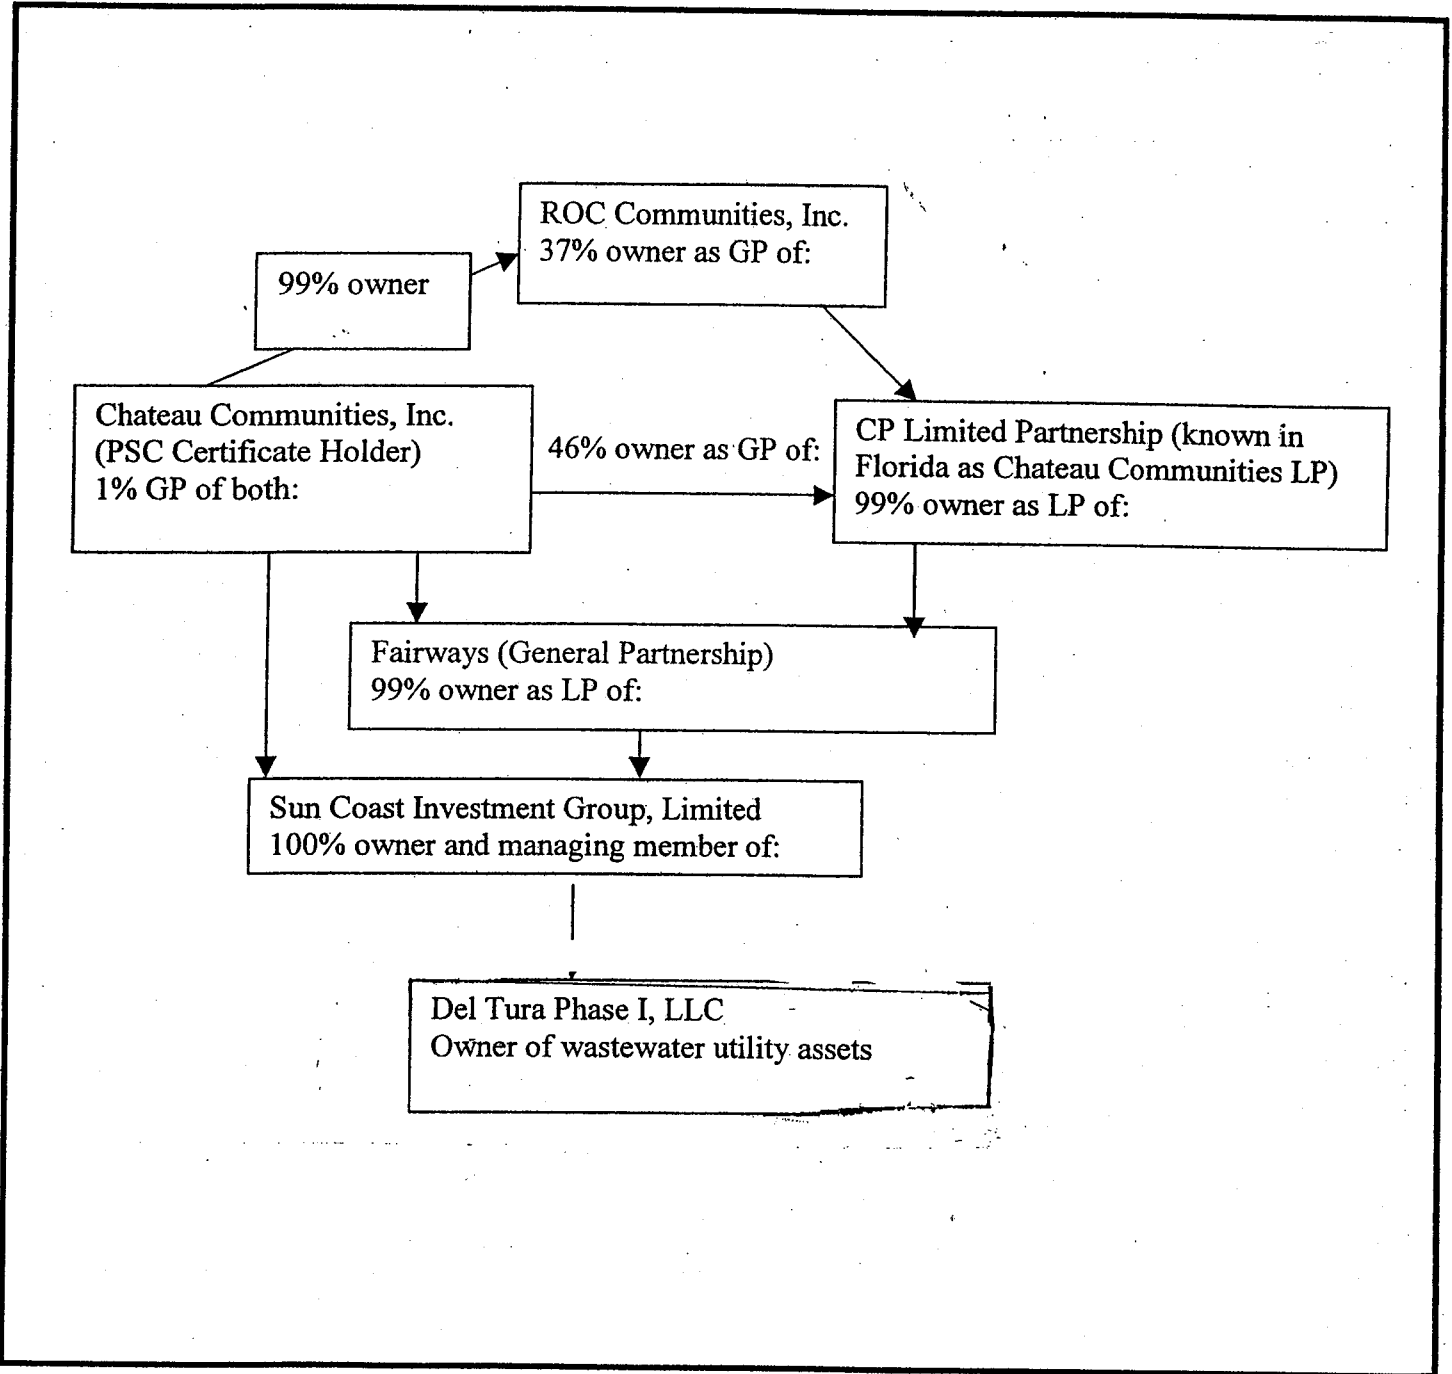 ROC Communities, Inc.
37% owner as GP of:
99% owner
Chateau Communities, Inc.
(PSC Certificate Holder)
1% GP of both:
46% owner as GP of:
CP Limited Partnership (known in
Florida as Chateau Communities LP)
99% owner as LP of:
Fairways (General Partnership)
99% owner as LP of:
Sun Coast Investment Group, Limited
100% owner and managing member of:
Del Tura Phase I, LLC
Owner of wastewater utility assets